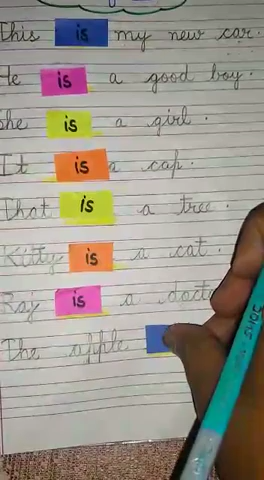 This is my new car.
He is a good boy.
She is a girl.
It is a cap.
That is a tree.
Kitty is a cat.
Raj is a
The apple